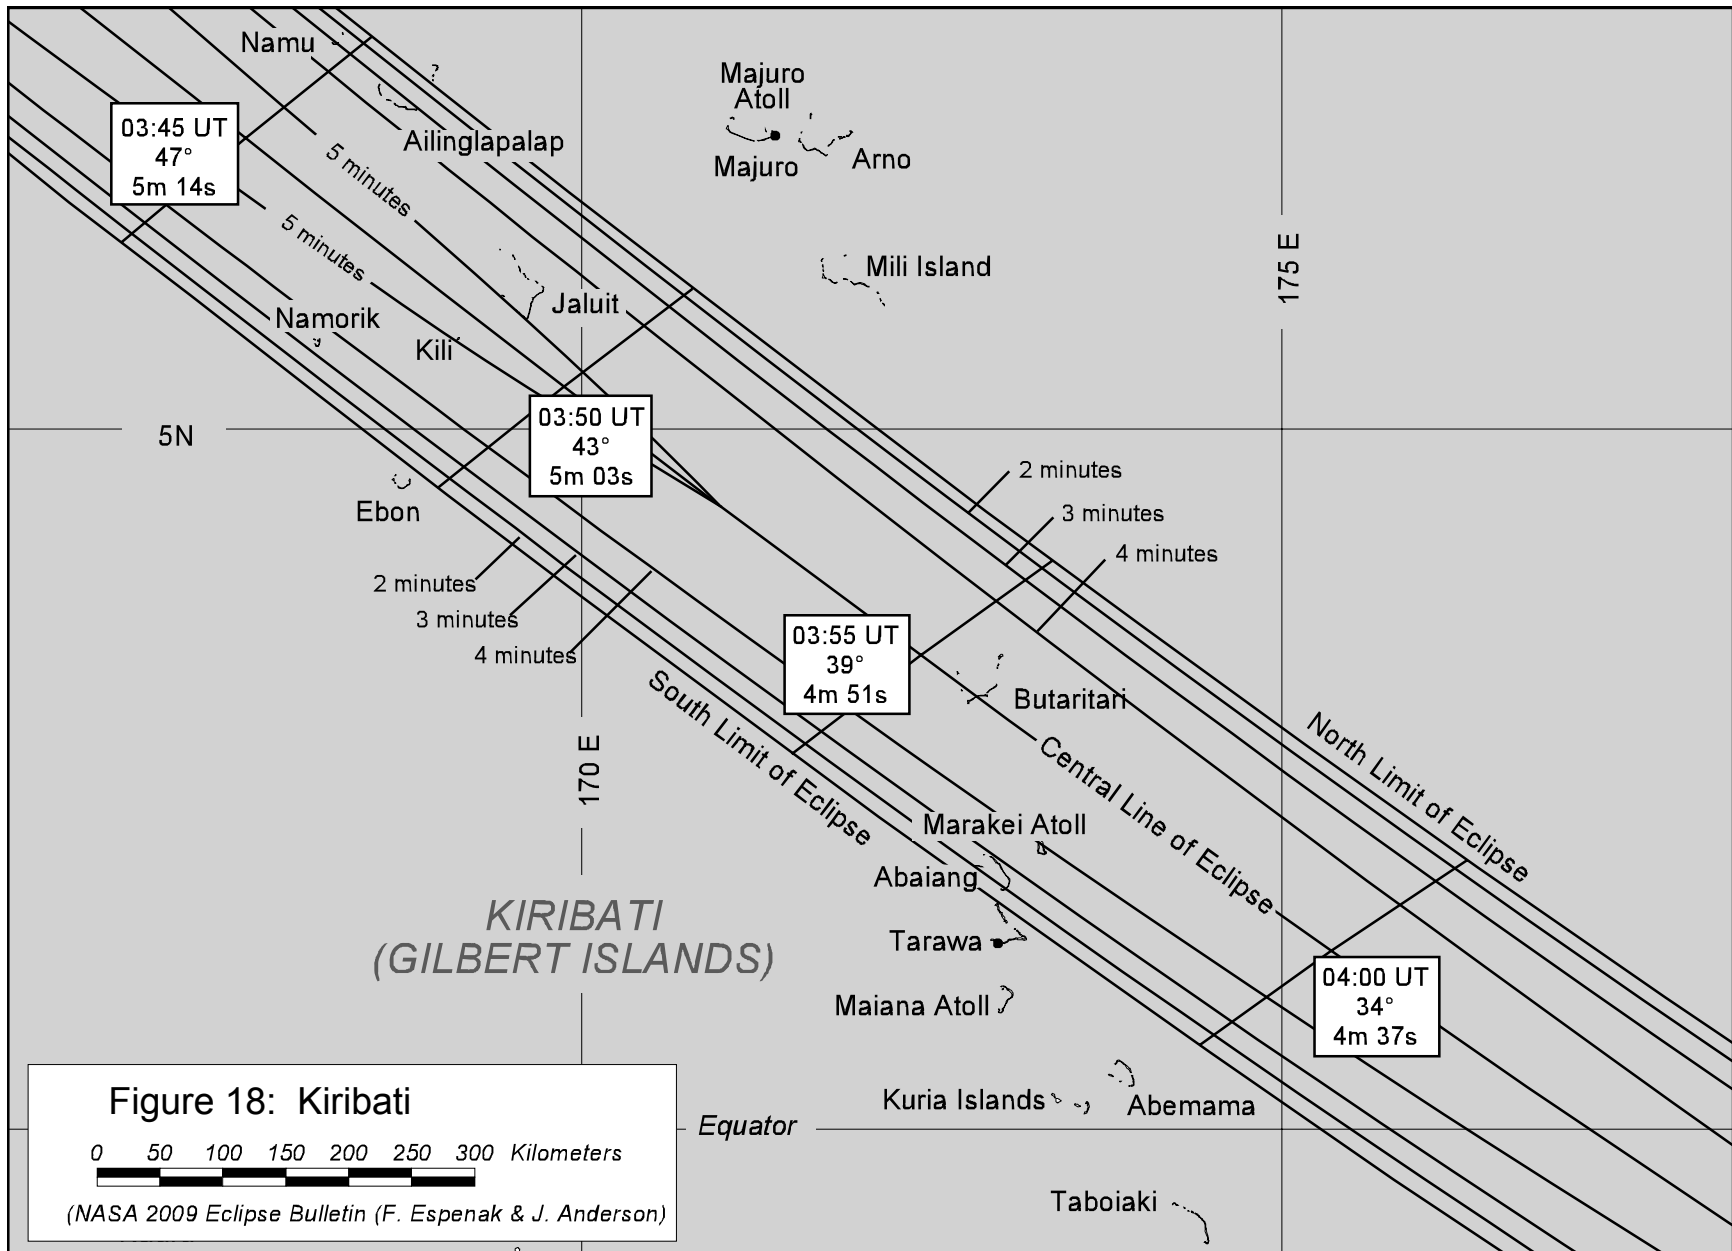 Namu
Majuro
Atoll
03:45 UT
47°
5m 14s
Ailinglapalap
Majuro
Arno
5 minutes
5 minutes
175 E
Mili Island
Jaluit
Namorik
Kili
03:50 UT
43°
5m 03s
5N
Ebon
2 minutes
3 minutes
4 minutes
2 minutes
3 minutes
4 minutes
03:55 UT
39°
4m 51s
Butaritari
South Limit of Eclipse
170 E
Central Line of Eclipse
North Limit of Eclipse
Marakei Atoll
Abaiang
KIRIBATI
(GILBERT ISLANDS)
Tarawa
04:00 UT
34°
4m 37s
Maiana Atoll
Kuria Islands
Abemama
Equator
Taboiaki
Figure 18: Kiribati
0 50 100 150 200 250 300 Kilometers
(NASA 2009 Eclipse Bulletin (F. Espenak & J. Anderson)